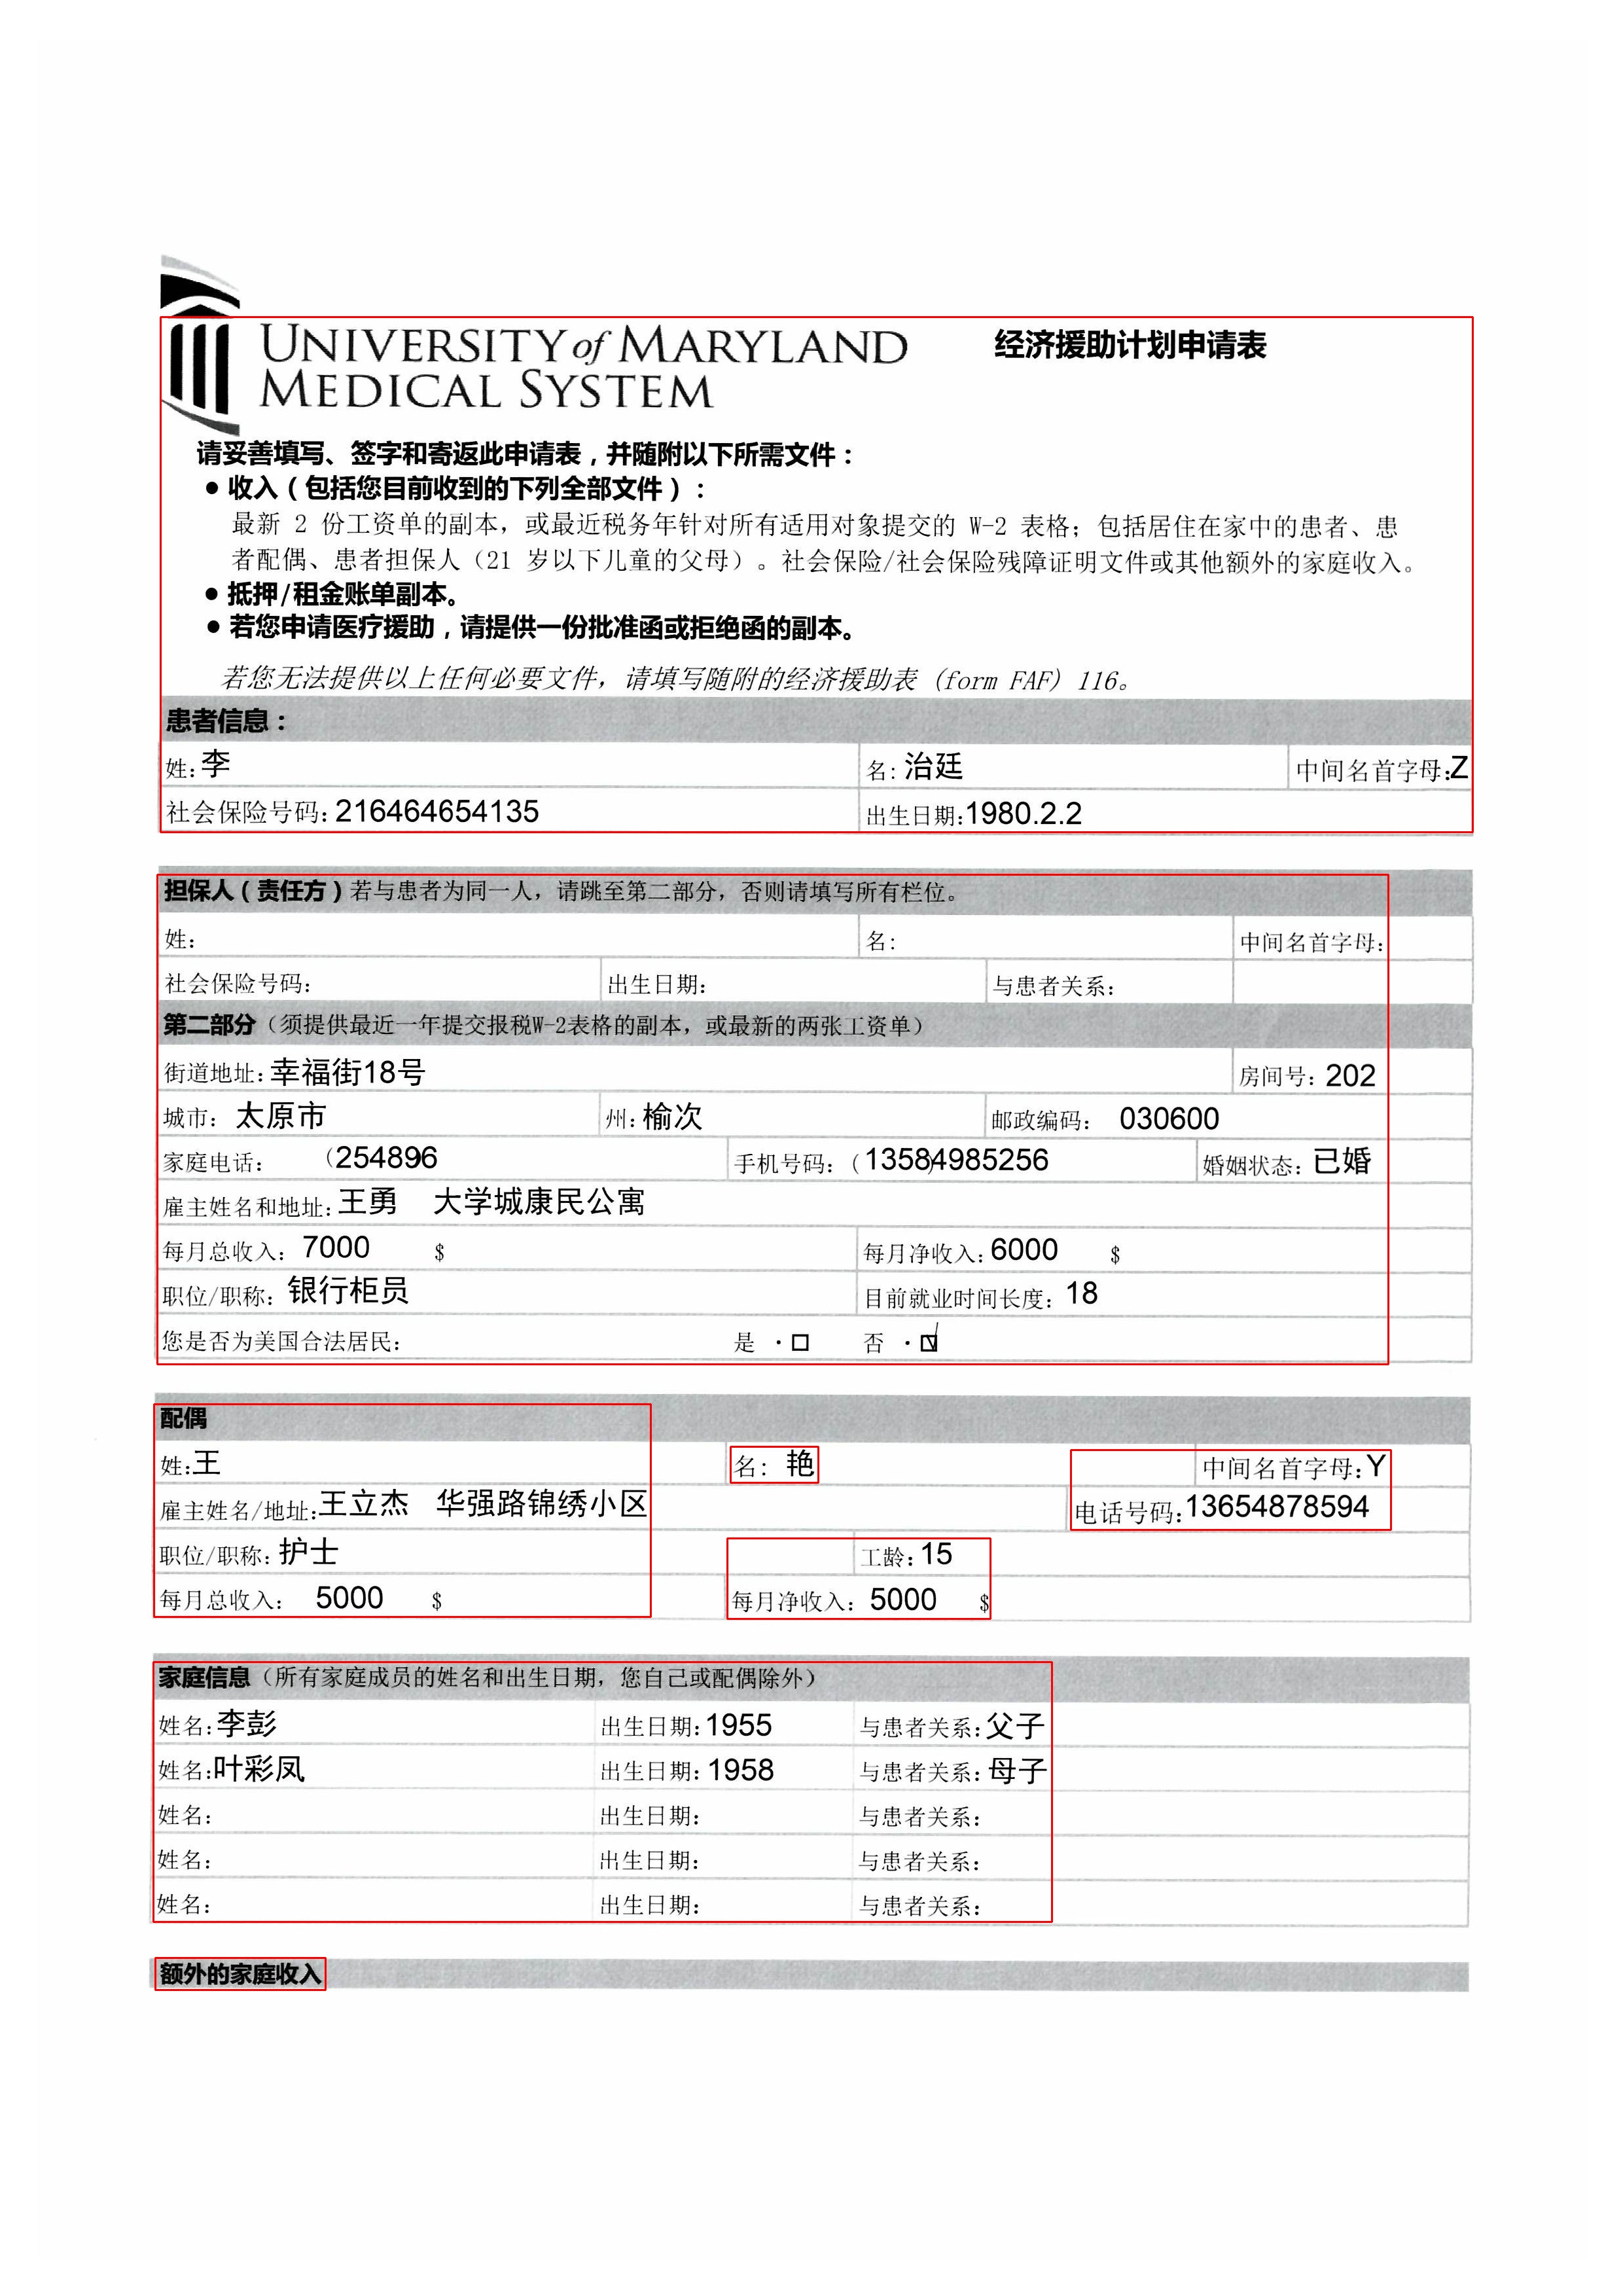 UNIVERSITY of MARYLAND
MEDICAL SYSTEM
经济援助计划申请表
请妥善填写、签字和寄返此申请表，并随附以下所需文件：
● 收入（包括您目前收到的下列全部文件）：
最新 2 份工资单的副本，或最近税务年针对所有适用对象提交的 W-2 表格；包括居住在家中的患者、患
者配偶、患者担保人（21 岁以下儿童的父母）。社会保险/社会保险残障证明文件或其他额外的家庭收入。
● 抵押/租金账单副本。
● 若您申请医疗援助，请提供一份批准函或拒绝函的副本。
若您无法提供以上任何必要文件，请填写随附的经济援助表 (form FAF) 116。
患者信息：
姓：李 名：治廷 中间名首字母：Z
社会保险号码：216464654135 出生日期：1980.2.2
担保人（责任方）若与患者为同一人，请跳至第二部分，否则请填写所有栏位。
姓： 名： 中间名首字母：
社会保险号码： 出生日期： 与患者关系：
第二部分（须提供最近一年提交报税W-2表格的副本，或最新的两张工资单）
街道地址：幸福街18号 房间号：202
城市：太原市 州：榆次 邮政编码：030600
家庭电话：（254896） 手机号码：（13584）985256 婚姻状态：已婚
雇主姓名和地址：王勇 大学城康民公寓
每月总收入：7000 $ 每月净收入：6000 $
职位/职称：银行柜员 目前就业时间长度：18
您是否为美国合法居民： 是 ·□ 否 ·☑
配偶
姓：王 名：艳 中间名首字母：Y
雇主姓名/地址：王立杰 华强路锦绣小区 电话号码：13654878594
职位/职称：护士 工龄：15
每月总收入：5000 $ 每月净收入：5000 $
家庭信息（所有家庭成员的姓名和出生日期，您自己或配偶除外）
姓名：李彭 出生日期：1955 与患者关系：父子
姓名：叶彩凤 出生日期：1958 与患者关系：母子
姓名： 出生日期： 与患者关系：
姓名： 出生日期： 与患者关系：
姓名： 出生日期： 与患者关系：
额外的家庭收入